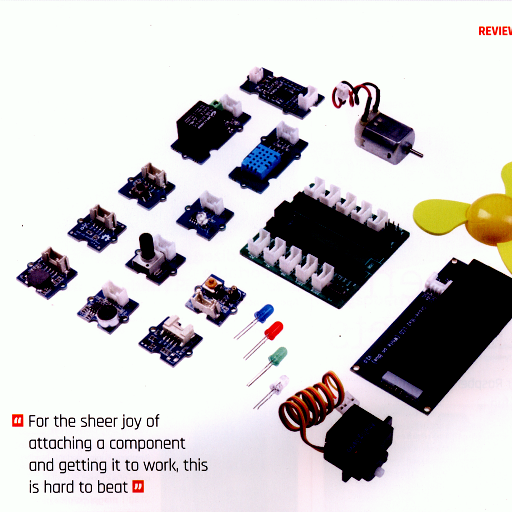 REVIEW
For the sheer joy of
attaching a component
and getting it to work, this
is hard to beat